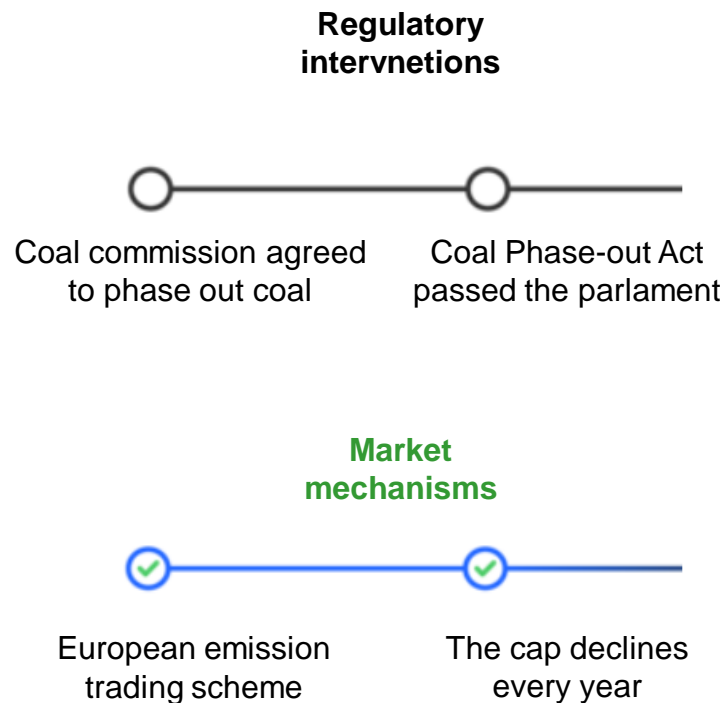 Regulatory
intervnetions
Coal commission agreed
to phase out coal
Coal Phase-out Act
passed the parlament
Market
mechanisms
European emission
trading scheme
The cap declines
every year